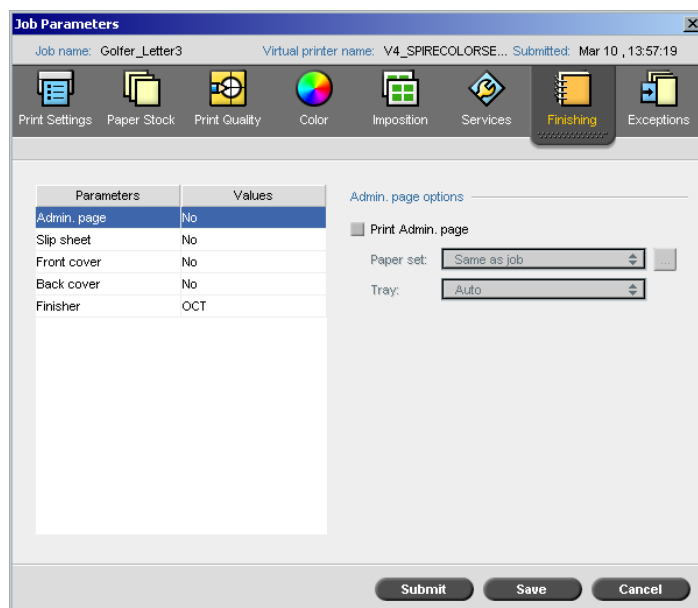 Job Parameters
Job name: Golfer_Letter3 Virtual printer name: V4_SPIRECOLORSE... Submitted: Mar 10 , 13:57:19
Print Settings Paper Stock Print Quality Color Imposition Services Finishing Exceptions
Parameters Values
Admin. page No
Slip sheet No
Front cover No
Back cover No
Finisher OCT
Admin. page options
Print Admin. page
Paper set: Same as job ...
Tray: Auto
Submit Save Cancel